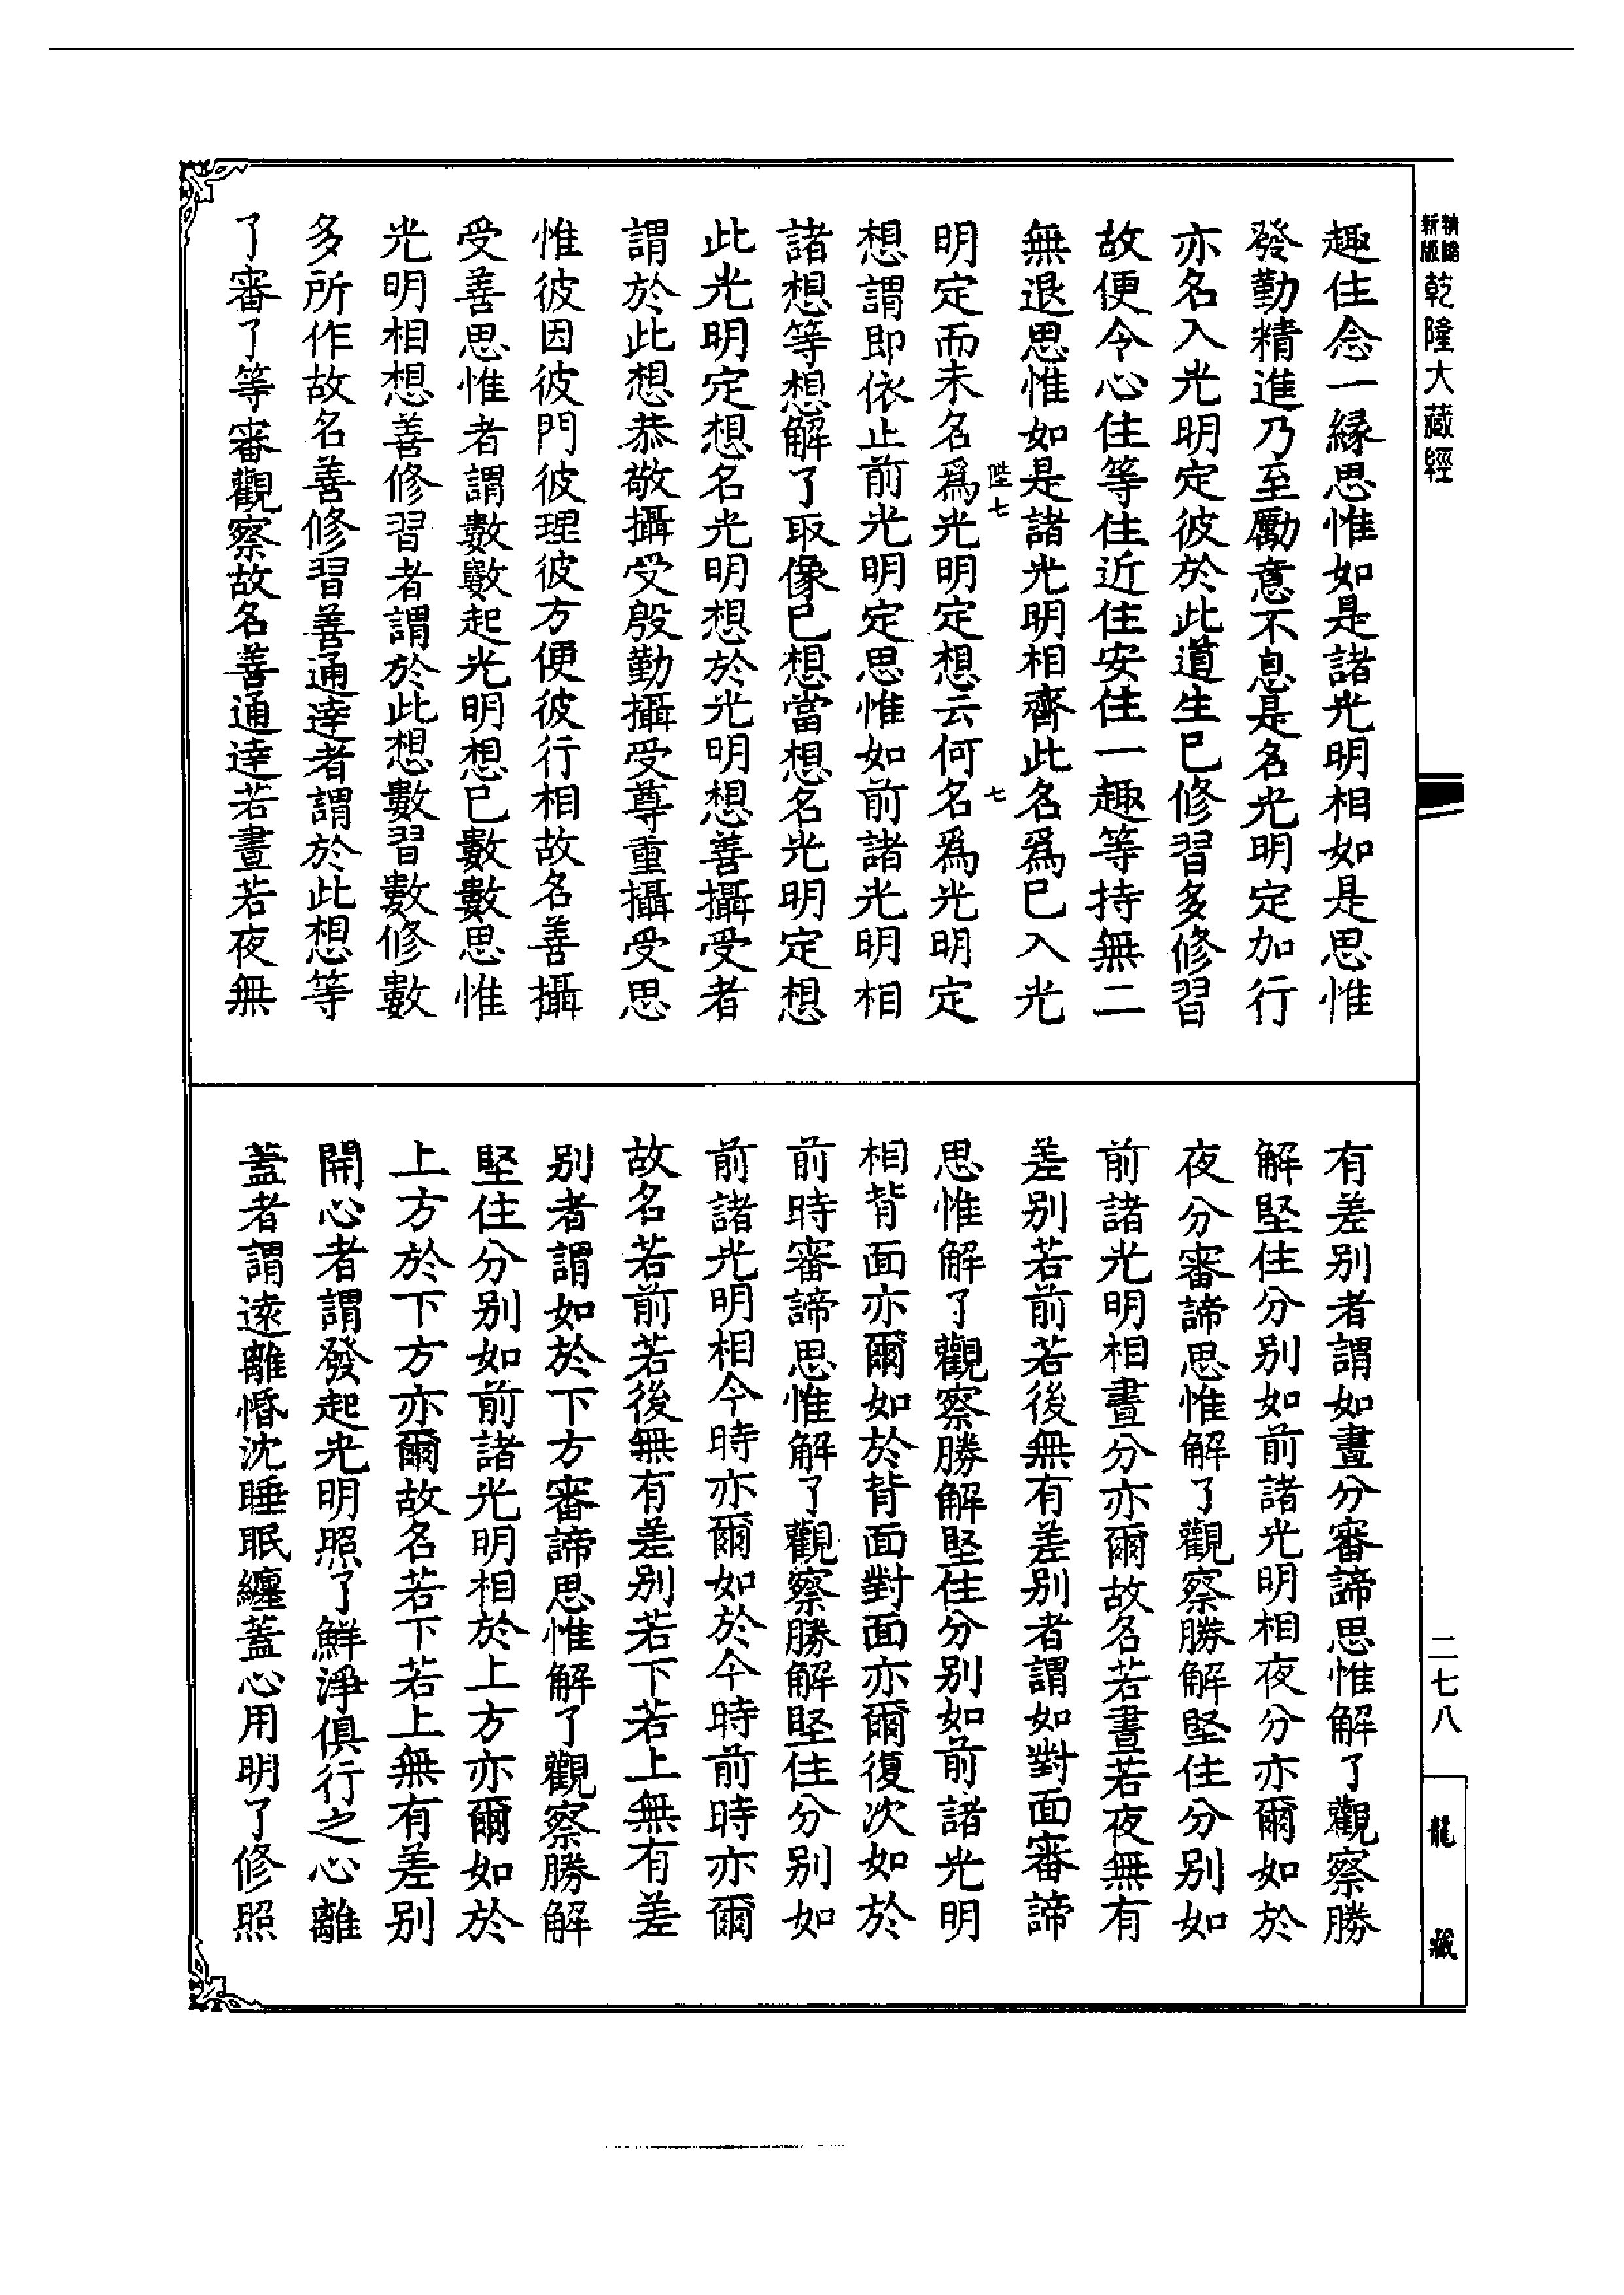 新版
乾隆大藏經
趣住念一緣思惟如是諸光明相如是思惟
發勤精進乃至勵意不息是名光明定加行
亦名入光明定彼於此道生已修習多修習
故便令心住等住近住安住一趣等持無二
無退思惟如是諸光明相齊此名爲已入光
陛七
七
明定而未名爲光明定想云何名爲光明定
想謂即依止前光明定思惟如前諸光明相
諸想等想解了取像已想當想名光明定想
此光明定想名光明想於光明想善攝受者
謂於此想恭敬攝受殷勤攝受尊重攝受思
惟彼因彼門彼理彼方便彼行相故名善攝
受善思惟者謂數數起光明想已數數思惟
光明相想善修習者謂於此想數習數修數
多所作故名善修習善通達者謂於此想等
了審了等審觀察故名善通達若晝若夜無
有差别者謂如晝分審諦思惟解了觀察勝
解堅住分别如前諸光明相夜分亦爾如於
夜分審諦思惟解了觀察勝解堅住分别如
前諸光明相晝分亦爾故名若晝若夜無有
差别若前若後無有差别者謂如對面審諦
思惟解了觀察勝解堅住分别如前諸光明
相背面亦爾如於背面對面亦爾復次如於
前時審諦思惟解了觀察勝解堅住分别如
前諸光明相今時亦爾如於今時前時亦爾
故名若前若後無有差别若下若上無有差
别者謂如於下方審諦思惟解了觀察勝解
堅住分别如前諸光明相於上方亦爾如於
上方於下方亦爾故名若下若上無有差别
開心者謂發起光明照了鮮淨俱行之心離
蓋者謂遠離惛沈睡眠纏蓋心用明了修照
二七八
龍藏